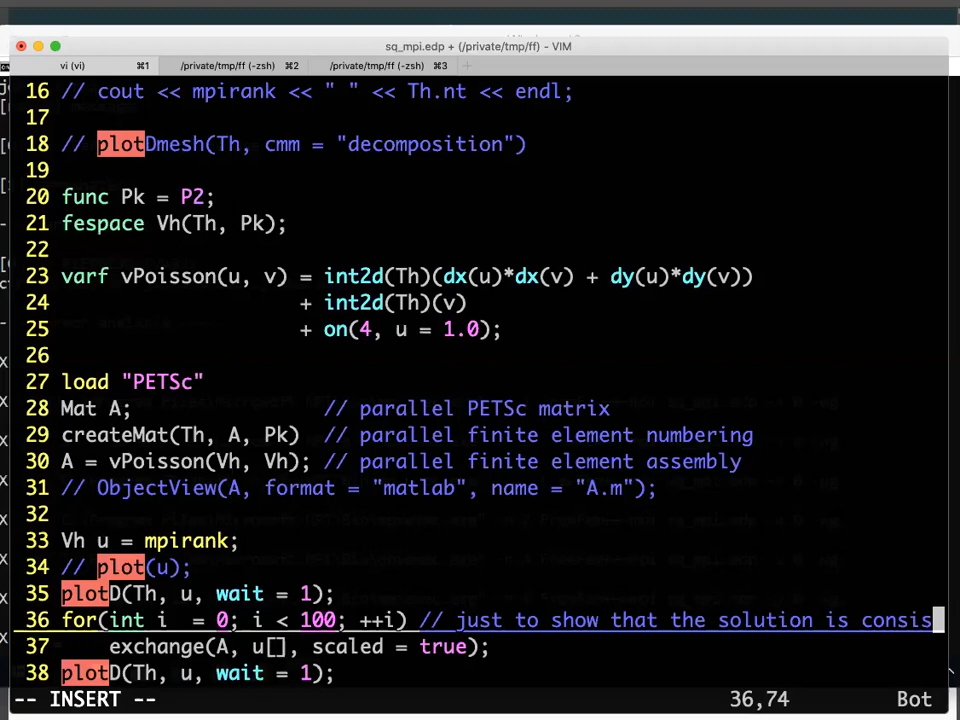 sq_mpi.edp + (/private/tmp/ff) - VIM
vi (vi) ⌘1 /private/tmp/ff (-zsh) ⌘2 /private/tmp/ff (-zsh) ⌘3 +
16 // cout << mpirank << " " << Th.nt << endl;
17
18 // plotDmesh(Th, cmm = "decomposition")
19
20 func Pk = P2;
21 fespace Vh(Th, Pk);
22
23 varf vPoisson(u, v) = int2d(Th)(dx(u)*dx(v) + dy(u)*dy(v))
24                     + int2d(Th)(v)
25                     + on(4, u = 1.0);
26
27 load "PETSc"
28 Mat A;                // parallel PETSc matrix
29 createMat(Th, A, Pk)  // parallel finite element numbering
30 A = vPoisson(Vh, Vh); // parallel finite element assembly
31 // ObjectView(A, format = "matlab", name = "A.m");
32
33 Vh u = mpirank;
34 // plot(u);
35 plotD(Th, u, wait = 1);
36 for(int i  = 0; i < 100; ++i) // just to show that the solution is consis
37     exchange(A, u[], scaled = true);
38 plotD(Th, u, wait = 1);
-- INSERT -- 36,74 Bot